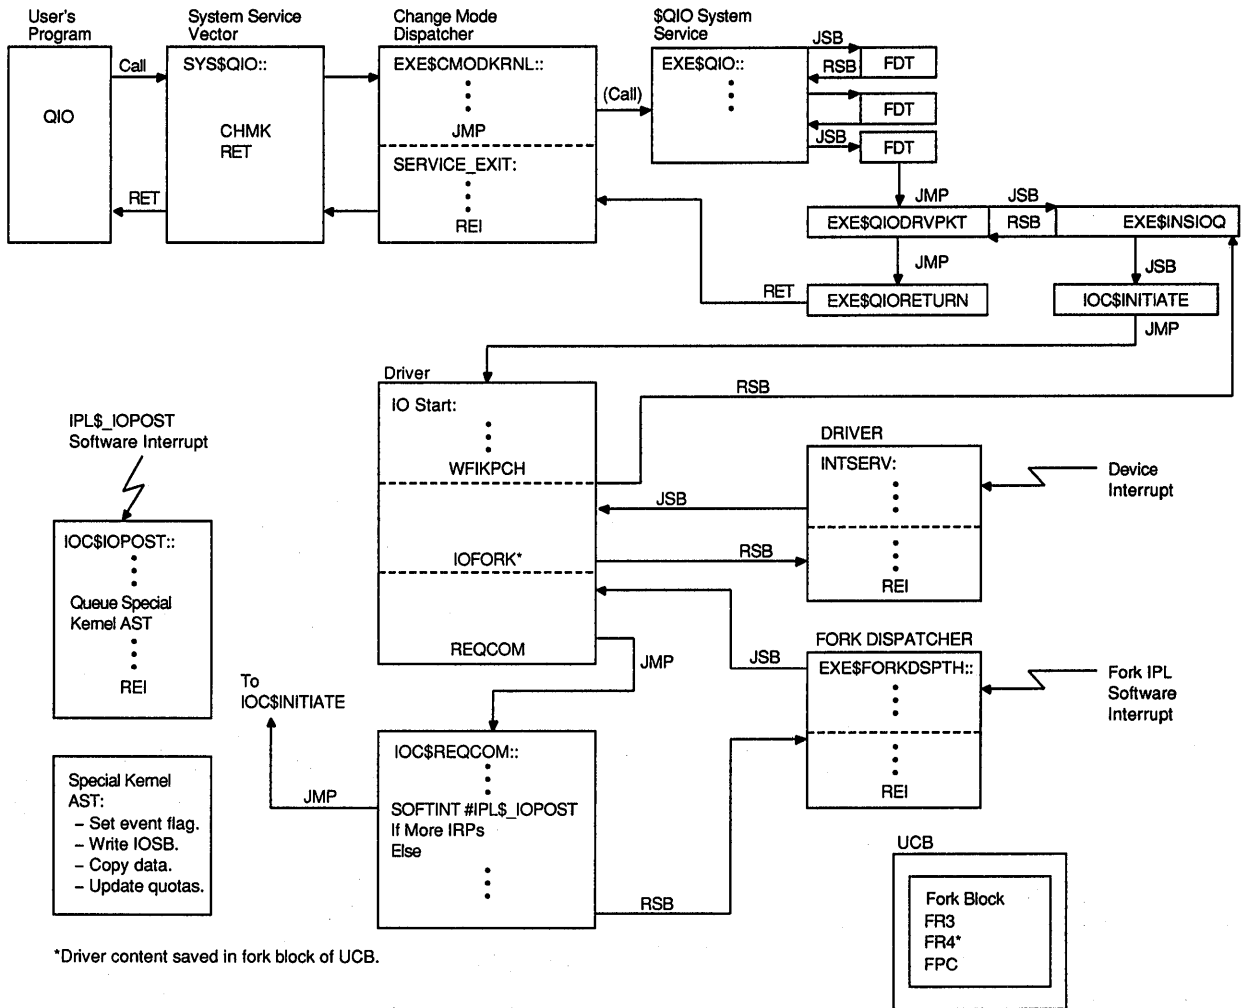 User's
Program
System Service
Vector
Change Mode
Dispatcher
$QIO System
Service
QIO
Call
RET
SYS$QIO::
CHMK
RET
EXE$CMODKRNL::
JMP
SERVICE_EXIT:
REI
(Call)
EXE$QIO::
JSB
RSB
FDT
FDT
JSB
FDT
JMP
EXE$QIODRVPKT
JSB
RSB
EXE$INSIOQ
JMP
JSB
RET
EXE$QIORETURN
IOC$INITIATE
JMP
Driver
IO Start:
WFIKPCH
RSB
IPL$_IOPOST
Software Interrupt
DRIVER
INTSERV:
REI
Device
Interrupt
JSB
IOFORK*
RSB
IOC$IOPOST::
Queue Special
Kernel AST
REI
REQCOM
JMP
JSB
FORK DISPATCHER
EXE$FORKDSPTH::
REI
Fork IPL
Software
Interrupt
To
IOC$INITIATE
JMP
IOC$REQCOM::
SOFTINT #IPL$_IOPOST
If More IRPs
Else
RSB
Special Kernel
AST:
– Set event flag.
– Write IOSB.
– Copy data.
– Update quotas.
UCB
Fork Block
FR3
FR4*
FPC
*Driver content saved in fork block of UCB.